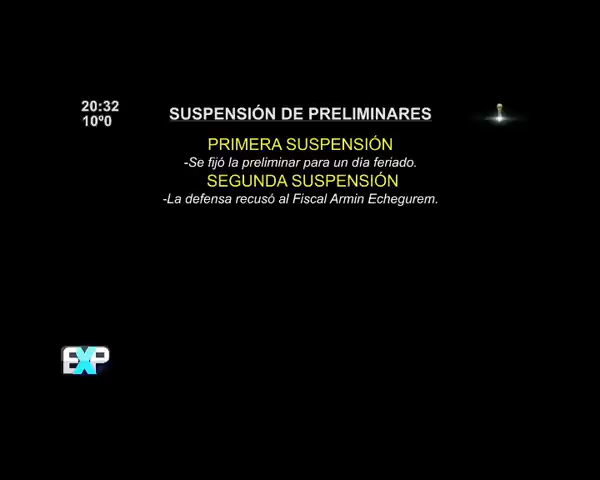 20:32
10º0
SUSPENSIÓN DE PRELIMINARES
PRIMERA SUSPENSIÓN
-Se fijó la preliminar para un día feriado.
SEGUNDA SUSPENSIÓN
-La defensa recusó al Fiscal Armin Echegurem.
EXP